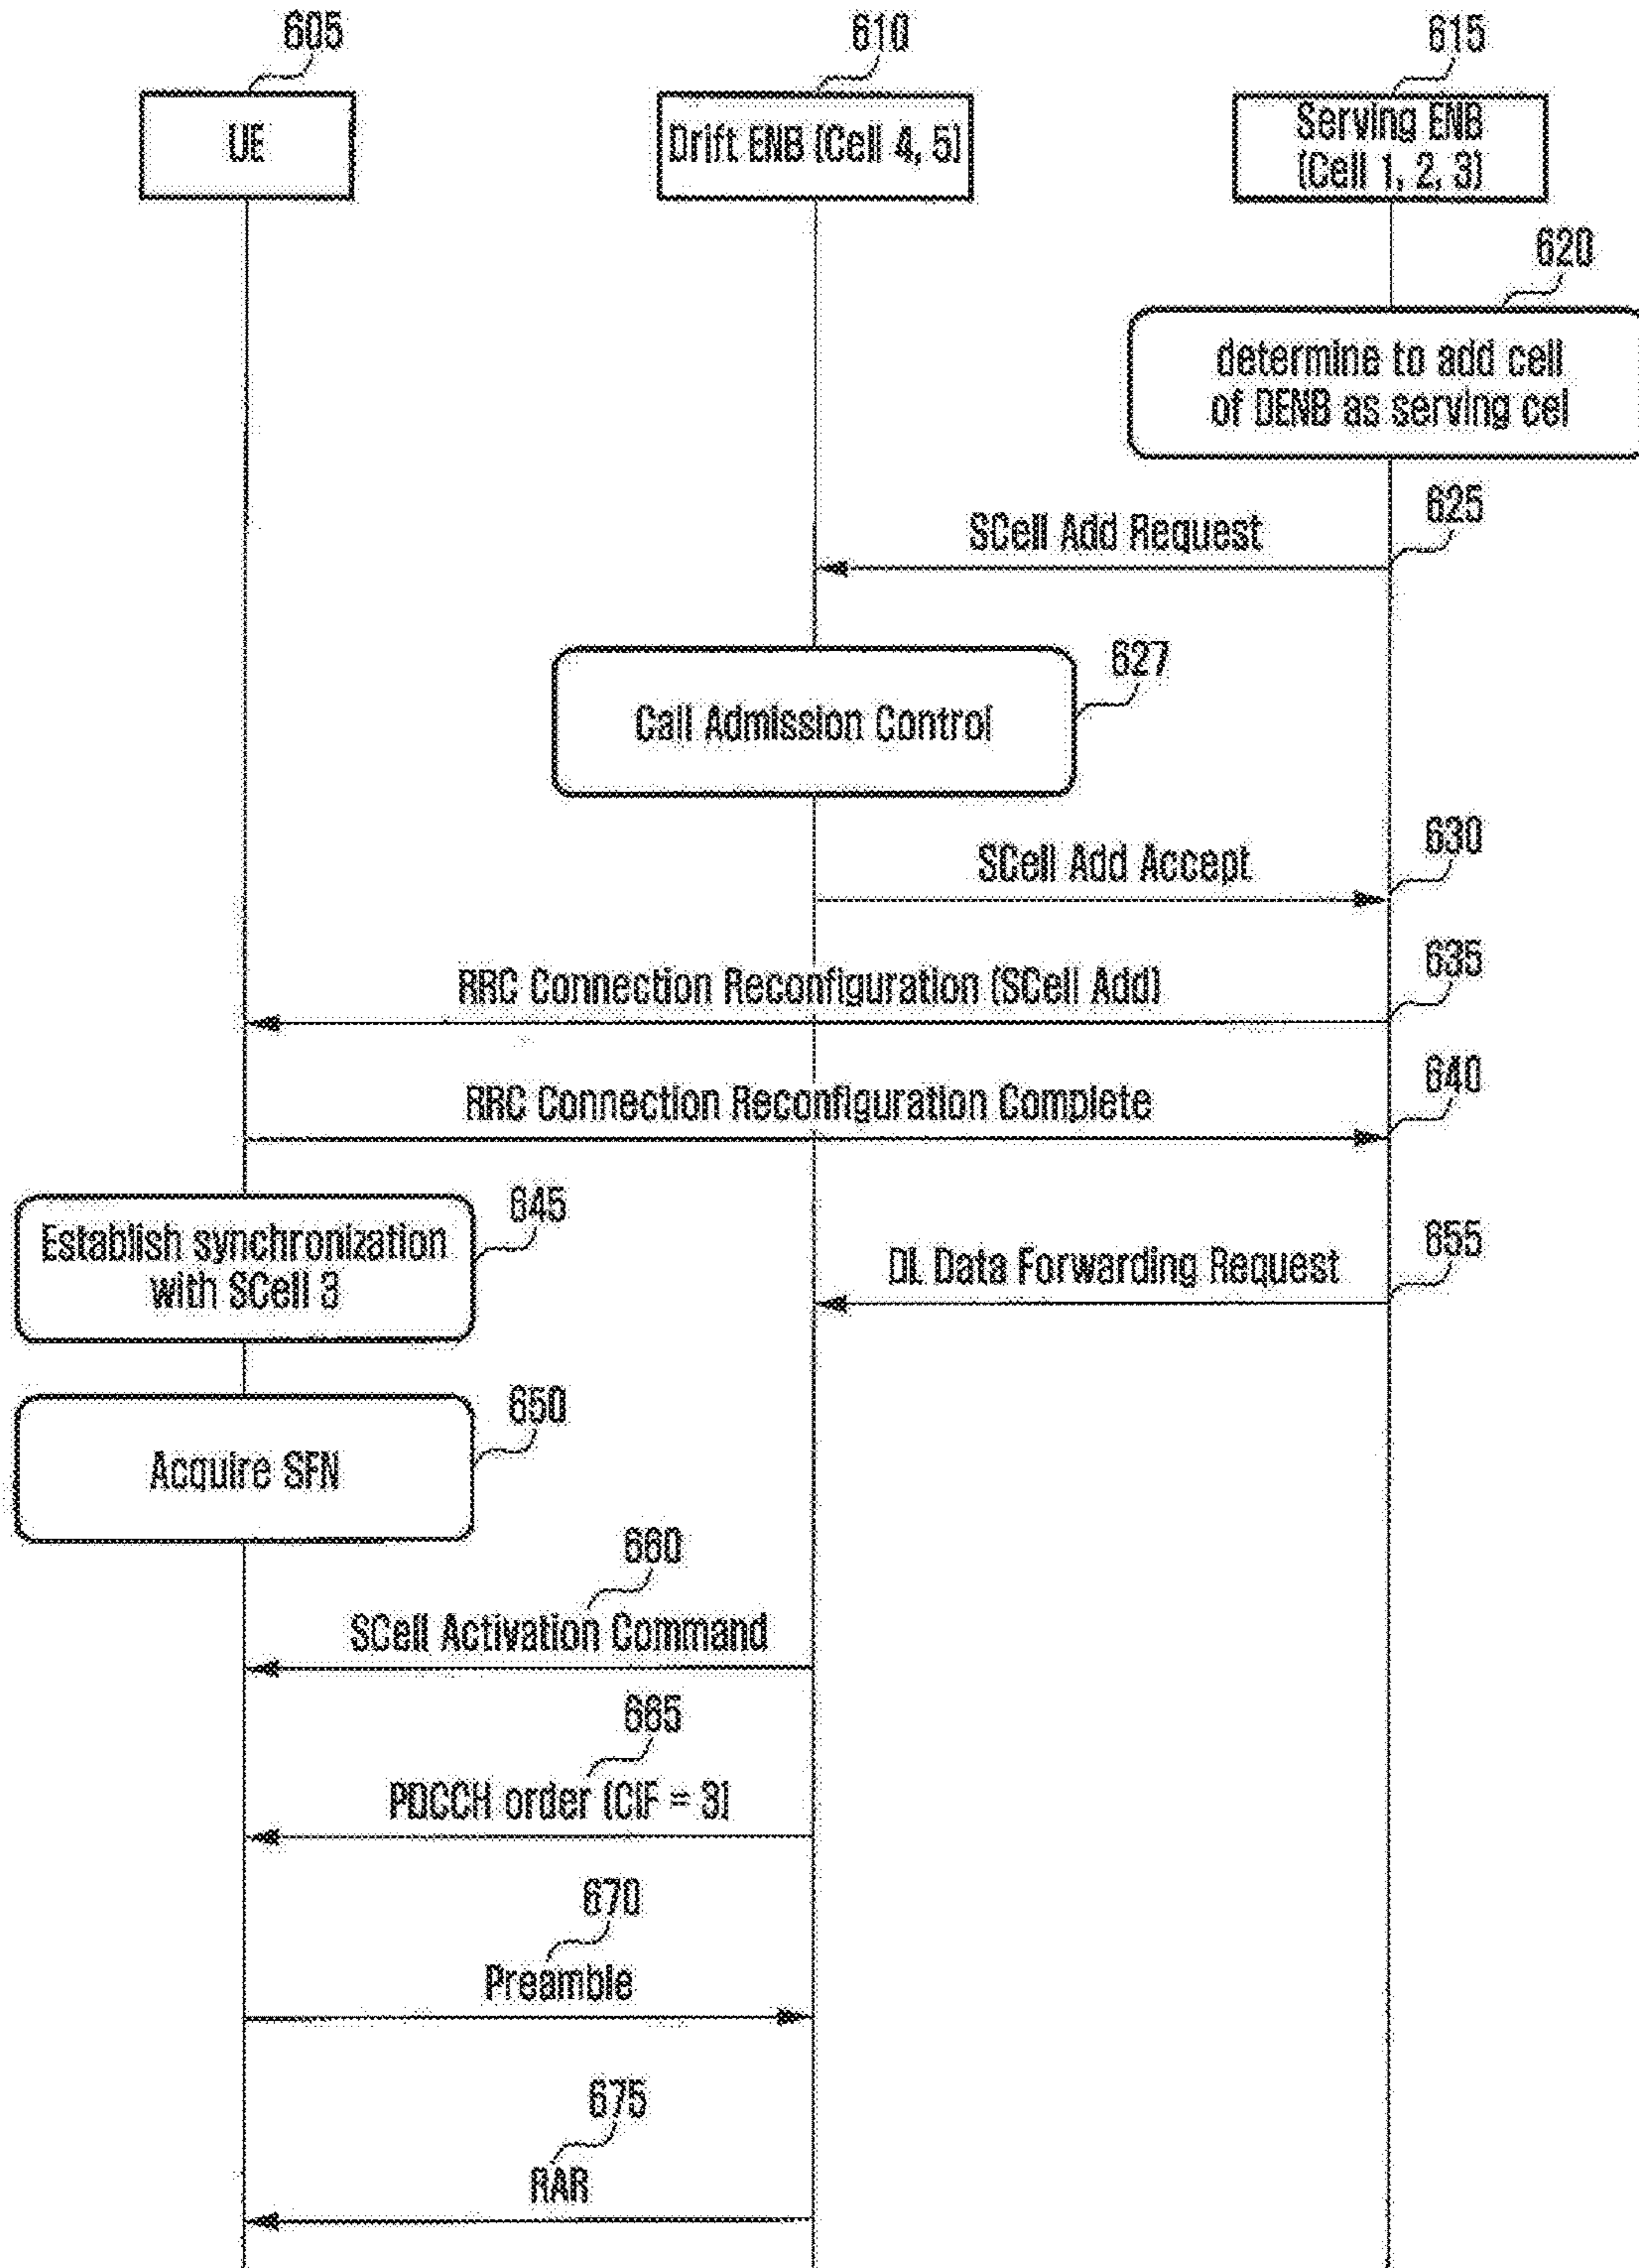 605
610
615
UE
Drift ENB (Cell 4, 5)
Serving ENB
(Cell 1, 2, 3)
620
determine to add cell
of DENB as serving cel
625
SCell Add Request
627
Call Admission Control
630
SCell Add Accept
635
RRC Connection Reconfiguration (SCell Add)
640
RRC Connection Reconfiguration Complete
645
Establish synchronization
with SCell 3
655
DL Data Forwarding Request
650
Acquire SFN
660
SCell Activation Command
665
PDCCH order (CIF = 3)
670
Preamble
675
RAR